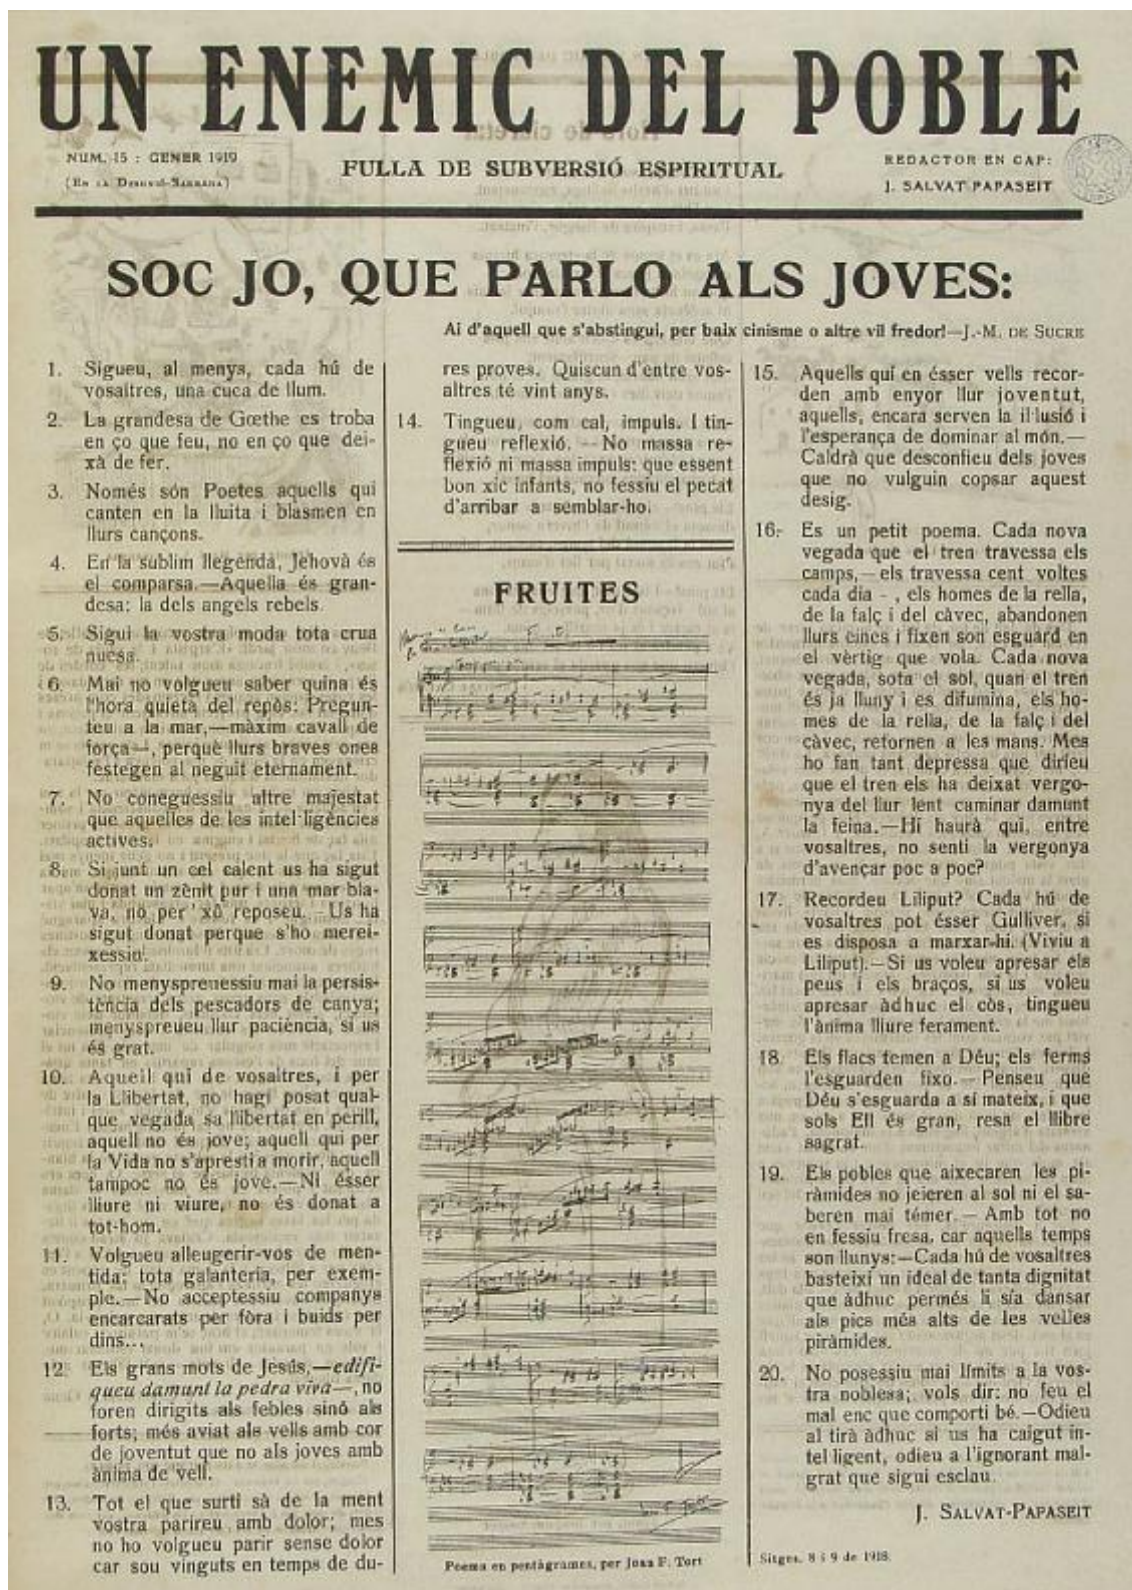 UN ENEMIC DEL POBLE
NUM. 15 : GENER 1919
FULLA DE SUBVERSIÓ ESPIRITUAL
REDACTOR EN CAP:
J. SALVAT PAPASEIT
SOC JO, QUE PARLO ALS JOVES:
Ai d'aquell que s'abstingui, per baix cinisme o altre vil fredor!—J.-M. DE SUCRE
1. Sigueu, al menys, cada hú de
vosaltres, una cuca de llum.
2. La grandesa de Gœthe es troba
en ço que feu, no en ço que dei-
xà de fer.
3. Només són Poetes aquells qui
canten en la lluita i blasmen en
llurs cançons.
4. En la sublim llegenda, Jehovà és
el comparsa.—Aquella és gran-
desa: la dels angels rebels.
5. Sigui la vostra moda tota crua
nuesa.
6. Mai no volgueu saber quina és
l'hora quieta del repòs: Pregun-
teu a la mar,—màxim cavall de
força—, perquè llurs braves ones
festegen al neguit eternament.
7. No coneguessiu altre majestat
que aquelles de les intel·ligències
actives.
8. Si junt un cel calent us ha sigut
donat un zènit pur i una mar bla-
va, no per 'xò reposeu.—Us ha
sigut donat perque s'ho merei-
xessiu.
9. No menyspreuessiu mai la persis-
tència dels pescadors de canya;
menyspreueu llur paciència, si us
és grat.
10. Aquell qui de vosaltres, i per
la Llibertat, no hagi posat qual-
que vegada sa llibertat en perill,
aquell no és jove; aquell qui per
la Vida no s'apresti a morir, aquell
tampoc no és jove.—Ni ésser
lliure ni viure, no és donat a
tot-hom.
11. Volgueu alleugerir-vos de men-
tida; tota galanteria, per exem-
ple.—No acceptessiu companys
encarcarats per fòra i buids per
dins...
12. Els grans mots de Jesús,—edifi-
queu damunt la pedra viva—, no
foren dirigits als febles sinó als
forts; més aviat als vells amb cor
de joventut que no als joves amb
ànima de vell.
13. Tot el que surti sà de la ment
vostra parireu amb dolor; mes
no ho volgueu parir sense dolor
car sou vinguts en temps de du-
res proves. Quiscun d'entre vos-
altres té vint anys.
14. Tingueu, com cal, impuls. I tin-
gueu reflexió. — No massa re-
flexió ni massa impuls: que essent
bon xic infants, no fessiu el pecat
d'arribar a semblar-ho.
FRUITES
Poema en pentàgrames, per Joan F. Tort
15. Aquells qui en ésser vells recor-
den amb enyor llur joventut,
aquells, encara serven la il·lusió i
l'esperança de dominar al món.—
Caldrà que desconfieu dels joves
que no vulguin copsar aquest
desig.
16. Es un petit poema. Cada nova
vegada que el tren travessa els
camps,—els travessa cent voltes
cada dia - , els homes de la rella,
de la falç i del càvec, abandonen
llurs eines i fixen son esguard en
el vèrtig que vola. Cada nova
vegada, sota el sol, quan el tren
és ja lluny i es difumina, els ho-
mes de la rella, de la falç i del
càvec, retornen a les mans. Mes
ho fan tant depressa que dirieu
que el tren els ha deixat vergo-
nya del llur lent caminar damunt
la feina.—Hi haurà qui, entre
vosaltres, no senti la vergonya
d'avençar poc a poc?
17. Recordeu Liliput? Cada hú de
vosaltres pot ésser Gulliver, si
es disposa a marxar-hi. (Viviu a
Liliput).—Si us voleu apresar els
peus i els braços, si us voleu
apresar àdhuc el còs, tingueu
l'ànima lliure ferament.
18. Els flacs temen a Déu; els ferms
l'esguarden fixo.—Penseu que
Déu s'esguarda a sí mateix, i que
sols Ell és gran, resa el llibre
sagrat.
19. Els pobles que aixecaren les pi-
ràmides no jeieren al sol ni el sa-
beren mai témer. — Amb tot no
en fessiu fresa, car aquells temps
son llunys:—Cada hú de vosaltres
basteixi un ideal de tanta dignitat
que àdhuc permés li sía dansar
als pics més alts de les velles
piràmides.
20. No posessiu mai límits a la vos-
tra noblesa; vols dir: no feu el
mal enc que comporti bé.—Odieu
al tirà àdhuc si us ha caigut in-
tel·ligent, odieu a l'ignorant mal-
grat que sigui esclau.
J. SALVAT-PAPASEIT
Sitges, 8 i 9 de 1918.